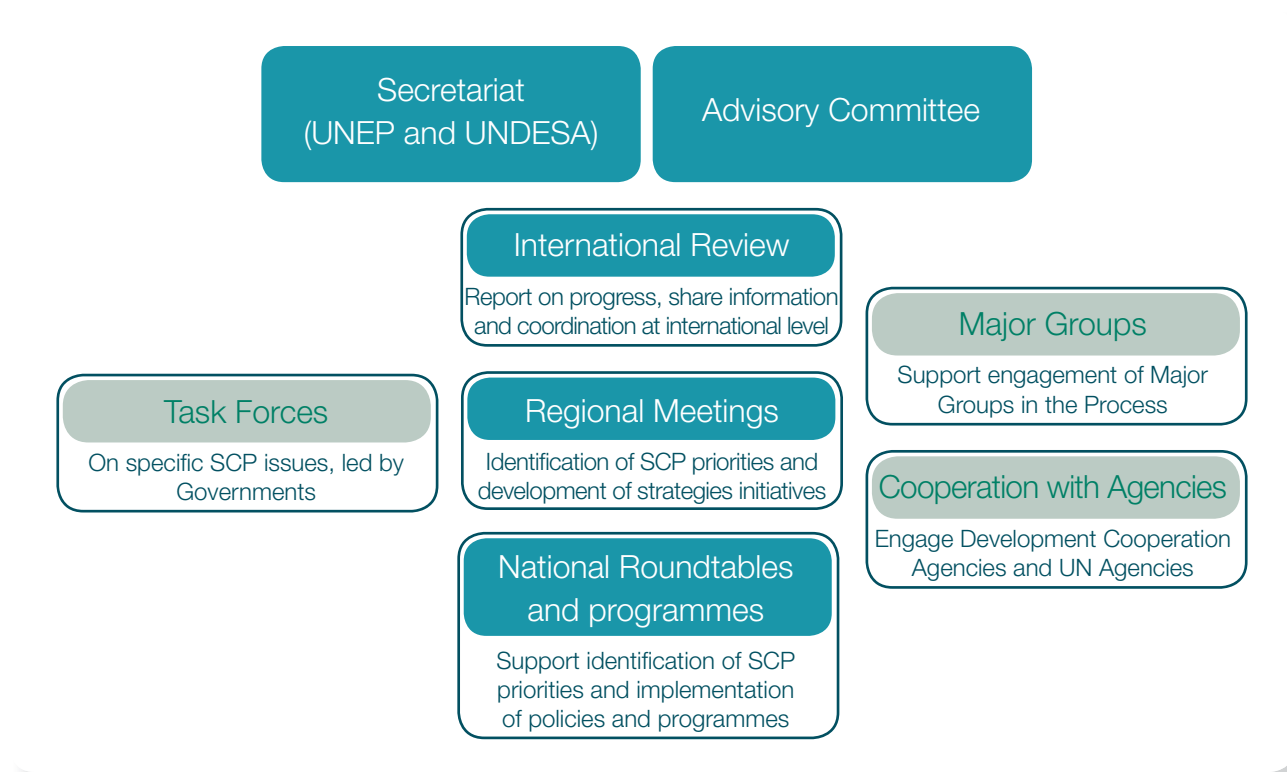 Secretariat
(UNEP and UNDESA)
Advisory Committee
International Review
Report on progress, share information
and coordination at international level
Major Groups
Support engagement of Major
Groups in the Process
Task Forces
On specific SCP issues, led by
Governments
Regional Meetings
Identification of SCP priorities and
development of strategies initiatives
Cooperation with Agencies
Engage Development Cooperation
Agencies and UN Agencies
National Roundtables
and programmes
Support identification of SCP
priorities and implementation
of policies and programmes